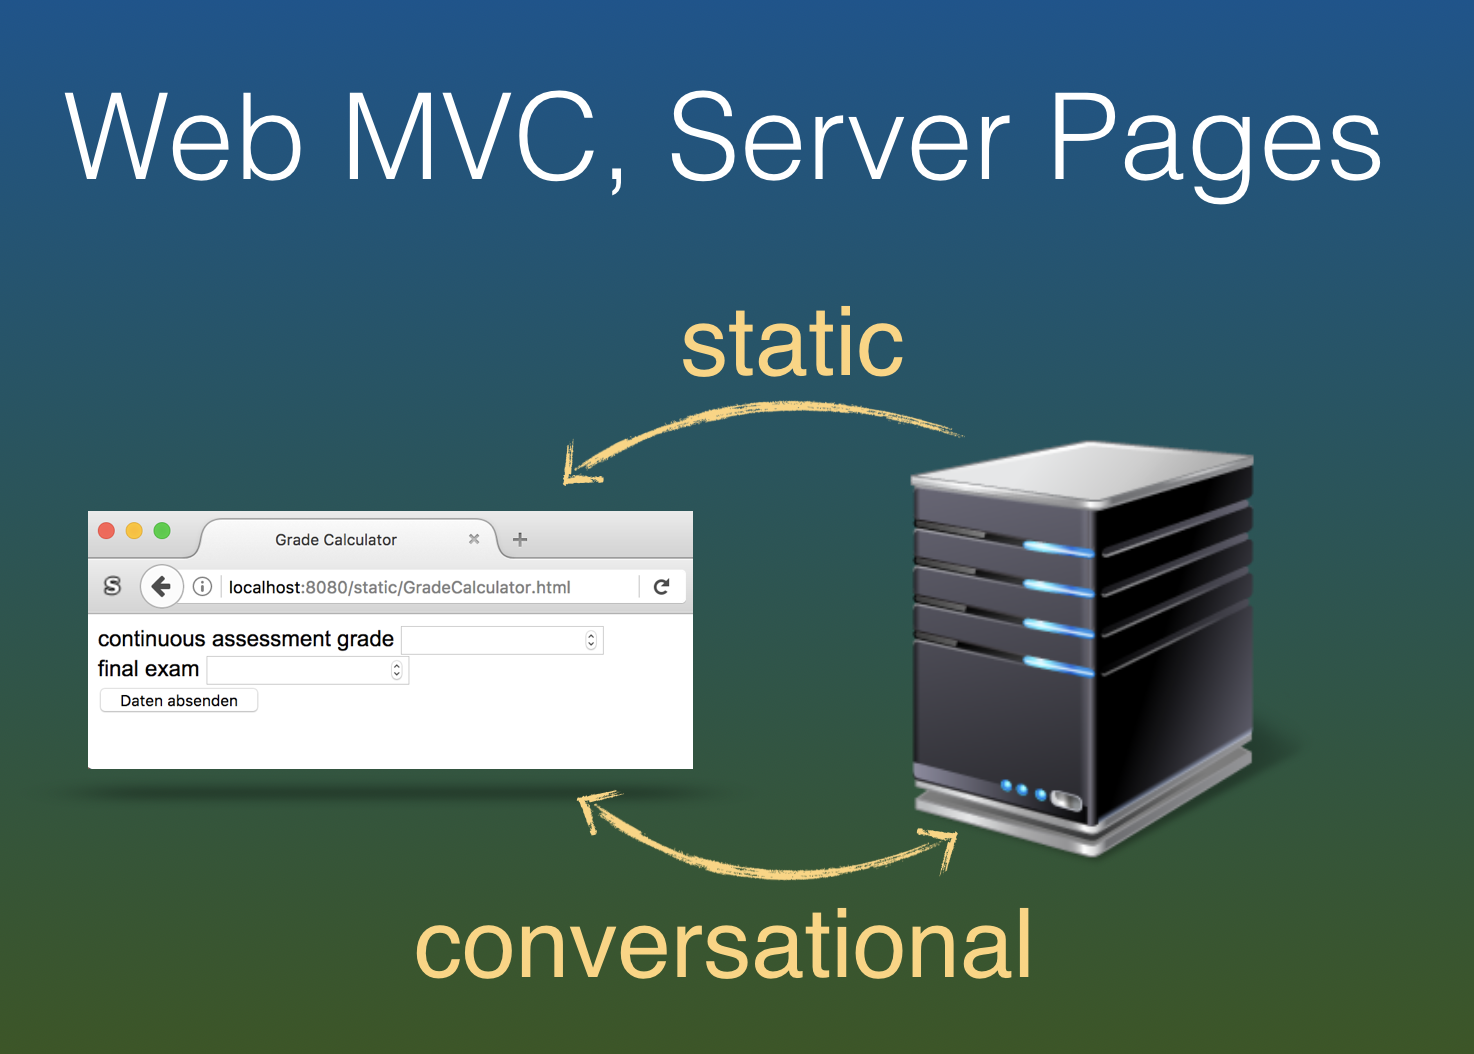 Web MVC, Server Pages
static
Grade Calculator
S
localhost:8080/static/GradeCalculator.html
continuous assessment grade
final exam
Daten absenden
conversational